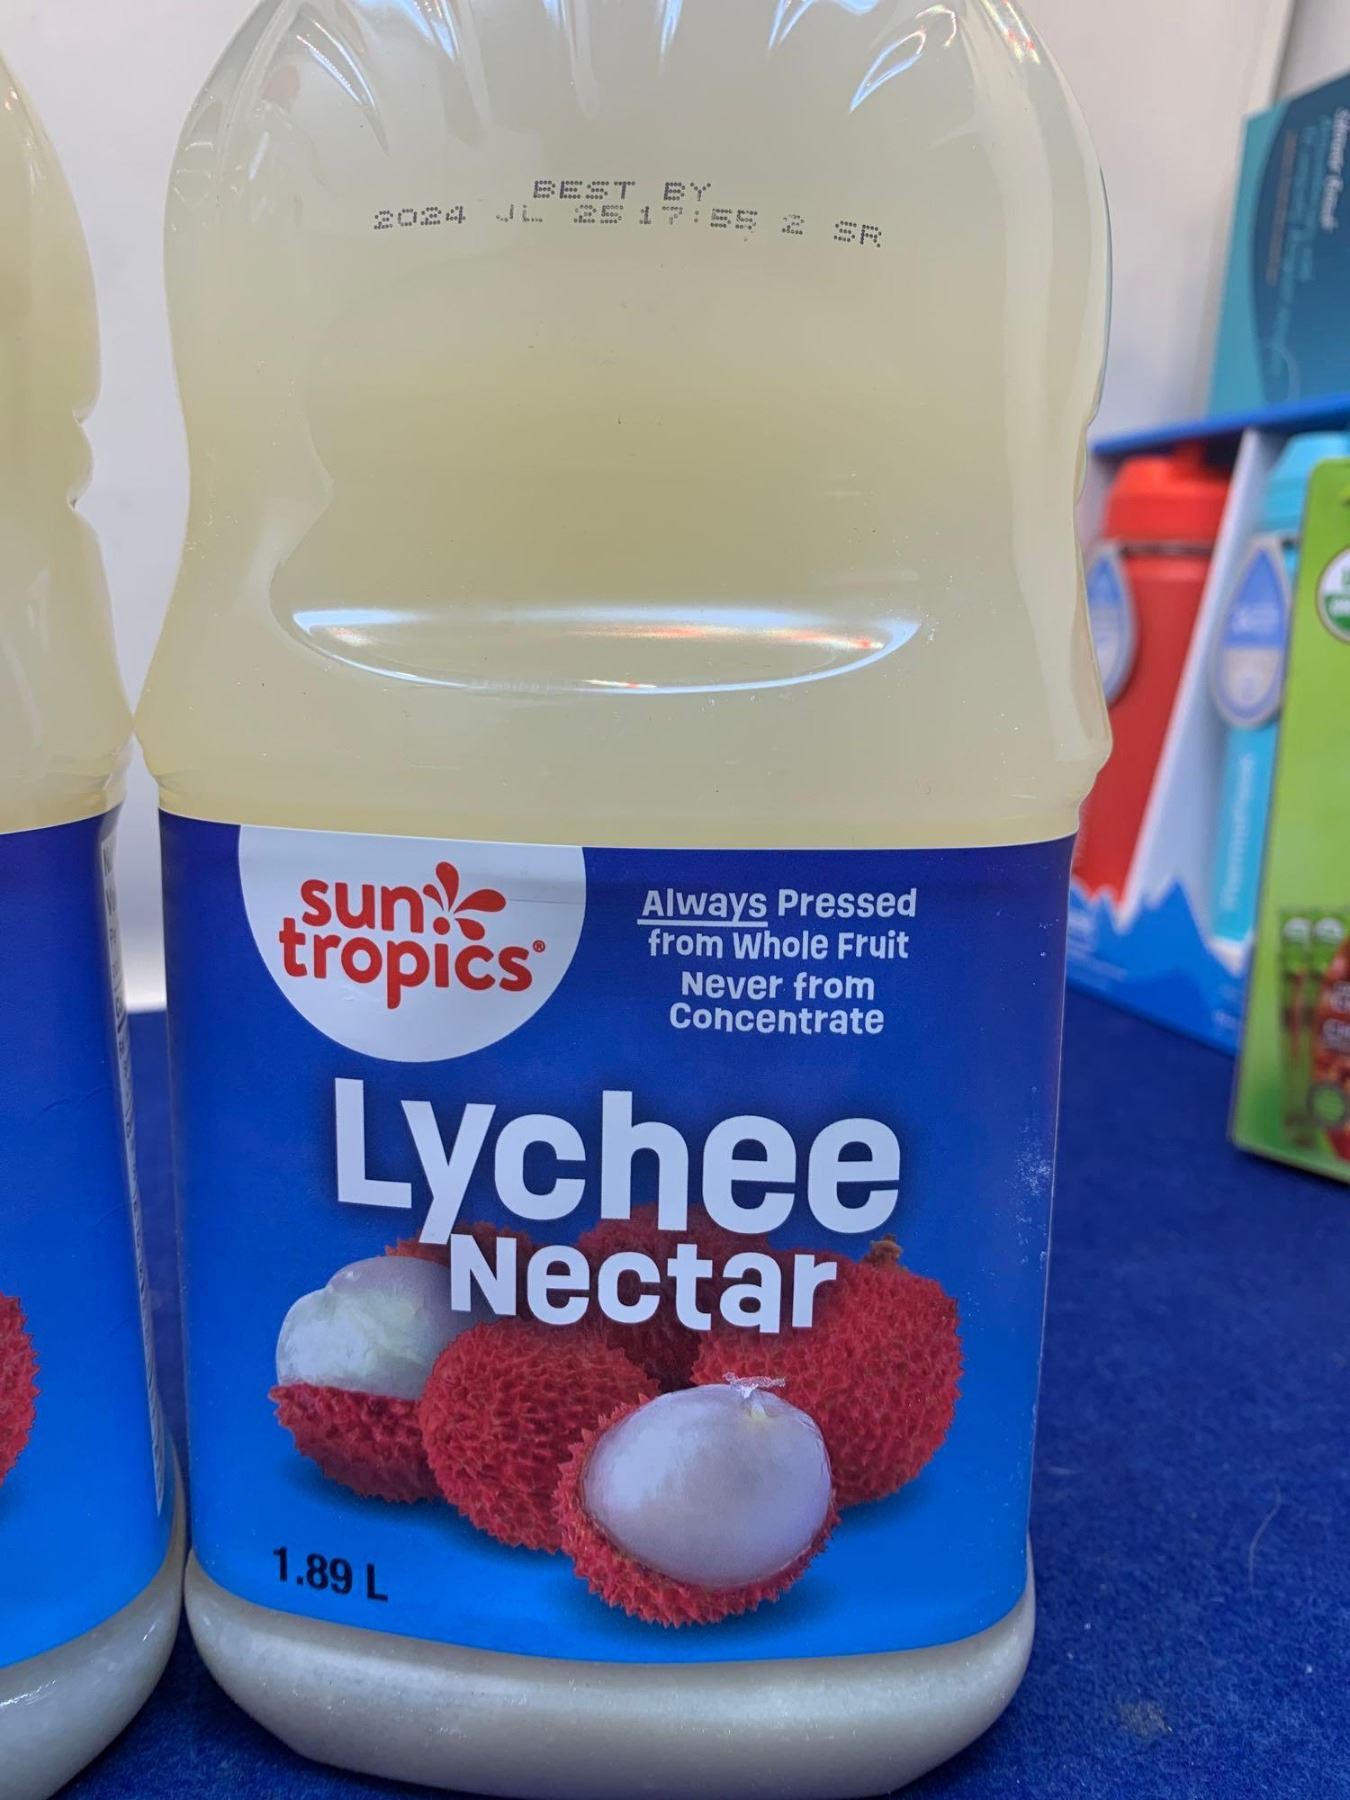 BEST BY
2024 JL 25 17:55 2 SR
sun
tropics®
Always Pressed
from Whole Fruit
Never from
Concentrate
Lychee
Nectar
1.89 L